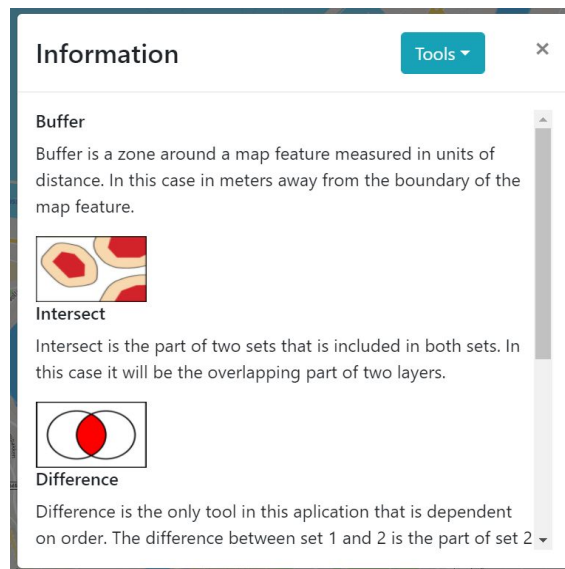 Information
Tools
×
Buffer
Buffer is a zone around a map feature measured in units of
distance. In this case in meters away from the boundary of the
map feature.
Intersect
Intersect is the part of two sets that is included in both sets. In
this case it will be the overlapping part of two layers.
Difference
Difference is the only tool in this aplication that is dependent
on order. The difference between set 1 and 2 is the part of set 2